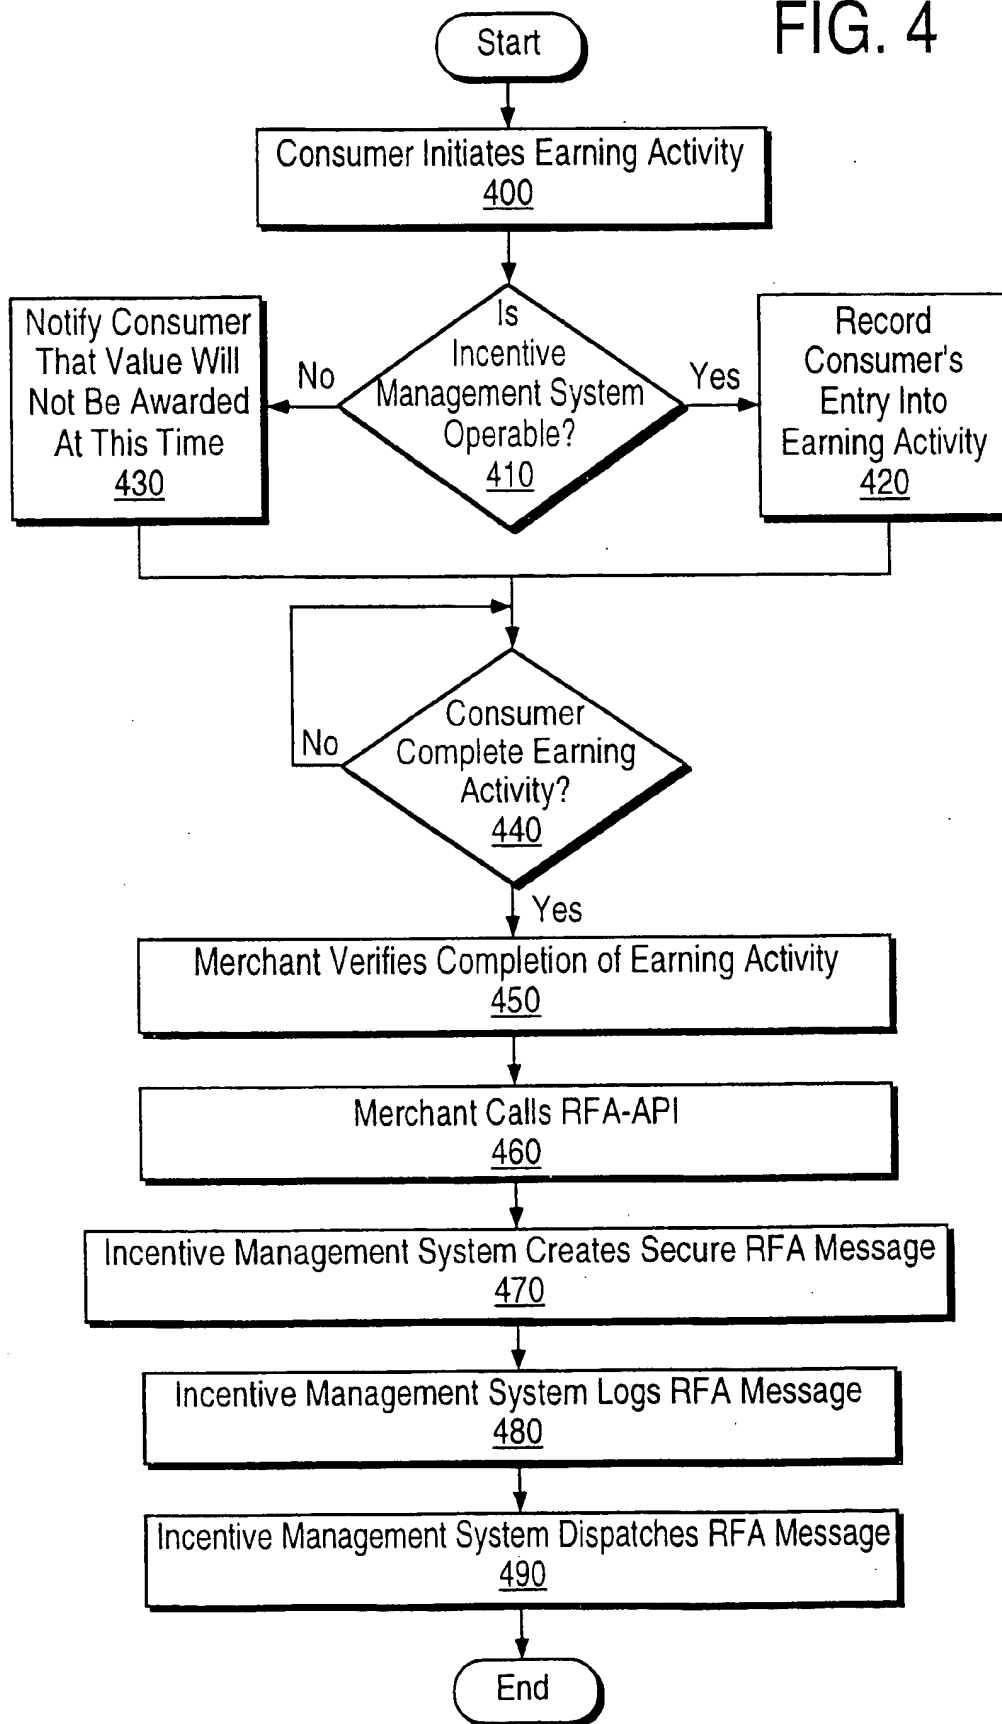 FIG. 4
Start
Consumer Initiates Earning Activity
400
Is
Incentive
Management System
Operable?
410
No
Yes
Notify Consumer
That Value Will
Not Be Awarded
At This Time
430
Record
Consumer's
Entry Into
Earning Activity
420
Consumer
Complete Earning
Activity?
440
No
Yes
Merchant Verifies Completion of Earning Activity
450
Merchant Calls RFA-API
460
Incentive Management System Creates Secure RFA Message
470
Incentive Management System Logs RFA Message
480
Incentive Management System Dispatches RFA Message
490
End